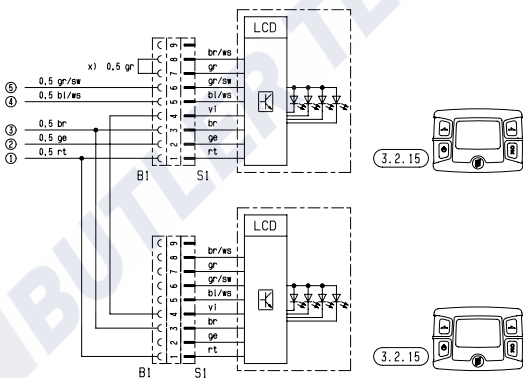 LCD
9
br/ws
8
x) 0.5 gr
gr
7
gr/sw
⑤ 0.5 gr/sw
6
bl/ws
④ 0.5 bl/ws
5
vi
4
br
③ 0.5 br
3
ge
② 0.5 ge
2
rt
① 0.5 rt
1
B1 S1
3.2.15
LCD
9
br/ws
8
gr
7
gr/sw
6
bl/ws
5
vi
4
br
3
ge
2
rt
1
B1 S1
3.2.15